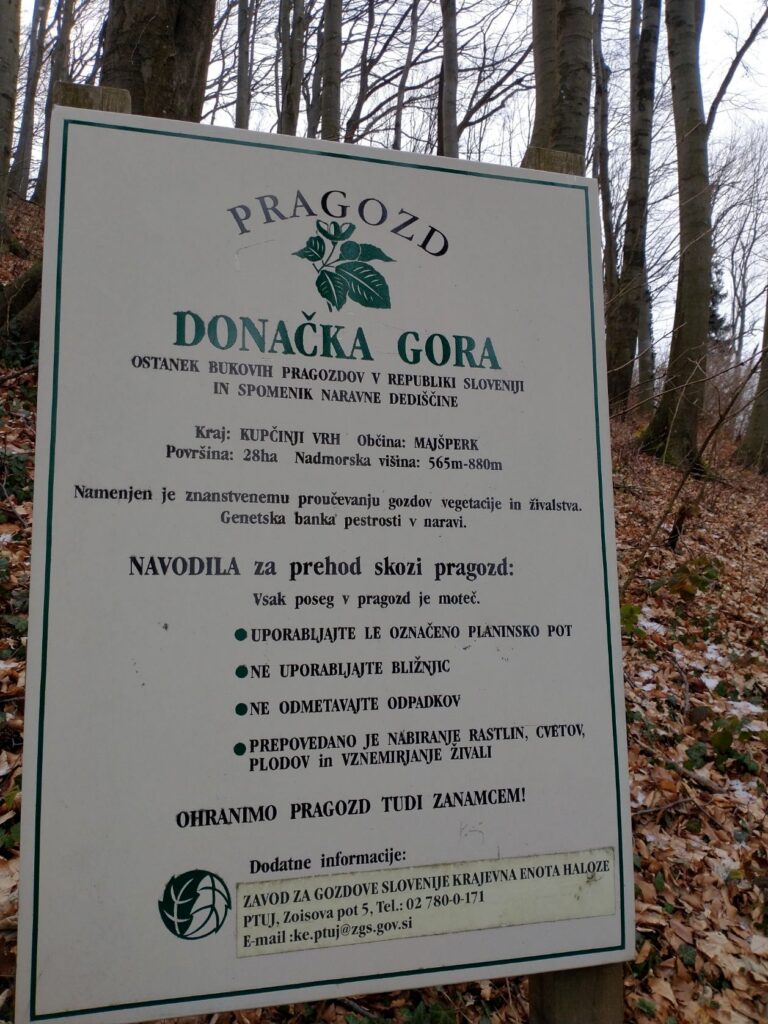 PRAGOZD
DONAČKA GORA
OSTANEK BUKOVIH PRAGOZDOV V REPUBLIKI SLOVENIJI
IN SPOMENIK NARAVNE DEDIŠČINE
Kraj: KUPČINJI VRH Občina: MAJŠPERK
Površina: 28ha Nadmorska višina: 565m-880m
Namenjen je znanstvenemu proučevanju gozdov vegetacije in živalstva.
Genetska banka pestrosti v naravi.
NAVODILA za prehod skozi pragozd:
Vsak poseg v pragozd je moteč.
● UPORABLJAJTE LE OZNAČENO PLANINSKO POT
● NE UPORABLJAJTE BLIŽNJIC
● NE ODMETAVAJTE ODPADKOV
● PREPOVEDANO JE NABIRANJE RASTLIN, CVETOV,
PLODOV in VZNEMIRJANJE ŽIVALI
OHRANIMO PRAGOZD TUDI ZANAMCEM!
Dodatne informacije:
ZAVOD ZA GOZDOVE SLOVENIJE KRAJEVNA ENOTA HALOZE
PTUJ, Zoisova pot 5, Tel.: 02 780-0-171
E-mail :ke.ptuj@zgs.gov.si